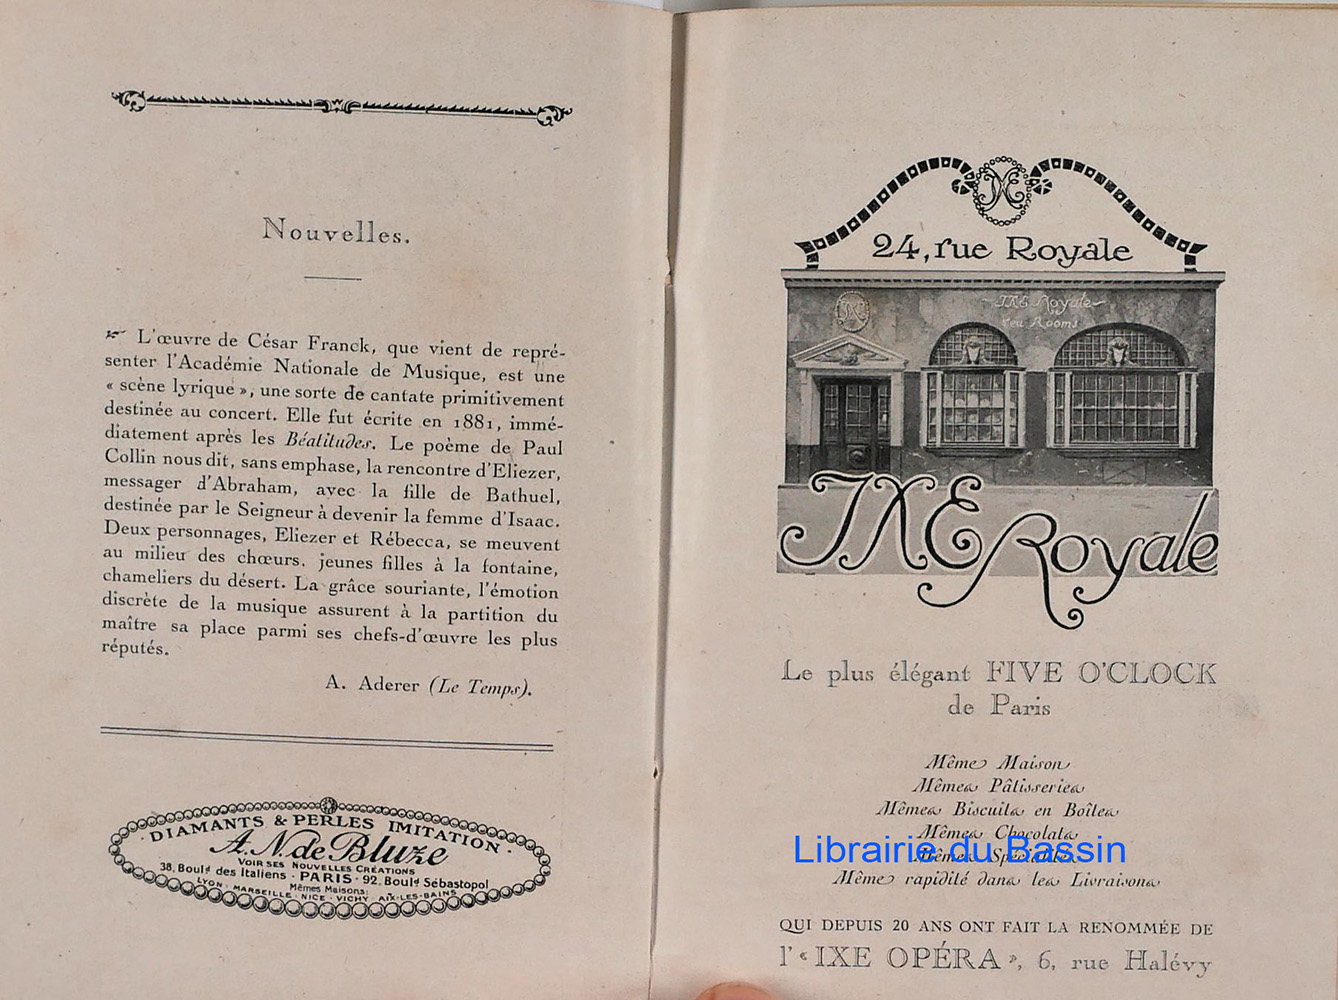 Nouvelles.
L'œuvre de César Franck, que vient de repré-
senter l'Académie Nationale de Musique, est une
« scène lyrique », une sorte de cantate primitivement
destinée au concert. Elle fut écrite en 1881, immé-
diatement après les Béatitudes. Le poème de Paul
Collin nous dit, sans emphase, la rencontre d'Eliezer,
messager d'Abraham, avec la fille de Bathuel,
destinée par le Seigneur à devenir la femme d'Isaac.
Deux personnages, Eliezer et Rébecca, se meuvent
au milieu des chœurs, jeunes filles à la fontaine,
chameliers du désert. La grâce souriante, l'émotion
discrète de la musique assurent à la partition du
maître sa place parmi ses chefs-d'œuvre les plus
réputés.
A. Aderer (Le Temps).
· DIAMANTS & PERLES IMITATION ·
A.N. de Bluze
VOIR SES NOUVELLES CRÉATIONS
38, Boulᵈ des Italiens · PARIS · 92, Boulᵈ Sébastopol
Mêmes Maisons:
LYON · MARSEILLE · NICE · VICHY · AIX-LES-BAINS
24, rue Royale
IXE Royale
Tea Rooms
IXE Royale
Le plus élégant FIVE O'CLOCK
de Paris
Même Maison
Mêmes Pâtisseries
Mêmes Biscuits en Boîtes
Mêmes Chocolats
Mêmes Spécialités
Librairie du Bassin
Même rapidité dans les Livraisons
QUI DEPUIS 20 ANS ONT FAIT LA RENOMMÉE DE
l' « IXE OPÉRA », 6, rue Halévy